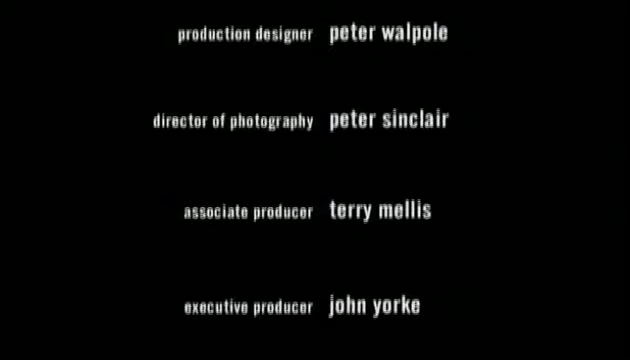 production designer peter walpole
director of photography peter sinclair
associate producer terry mellis
executive producer john yorke